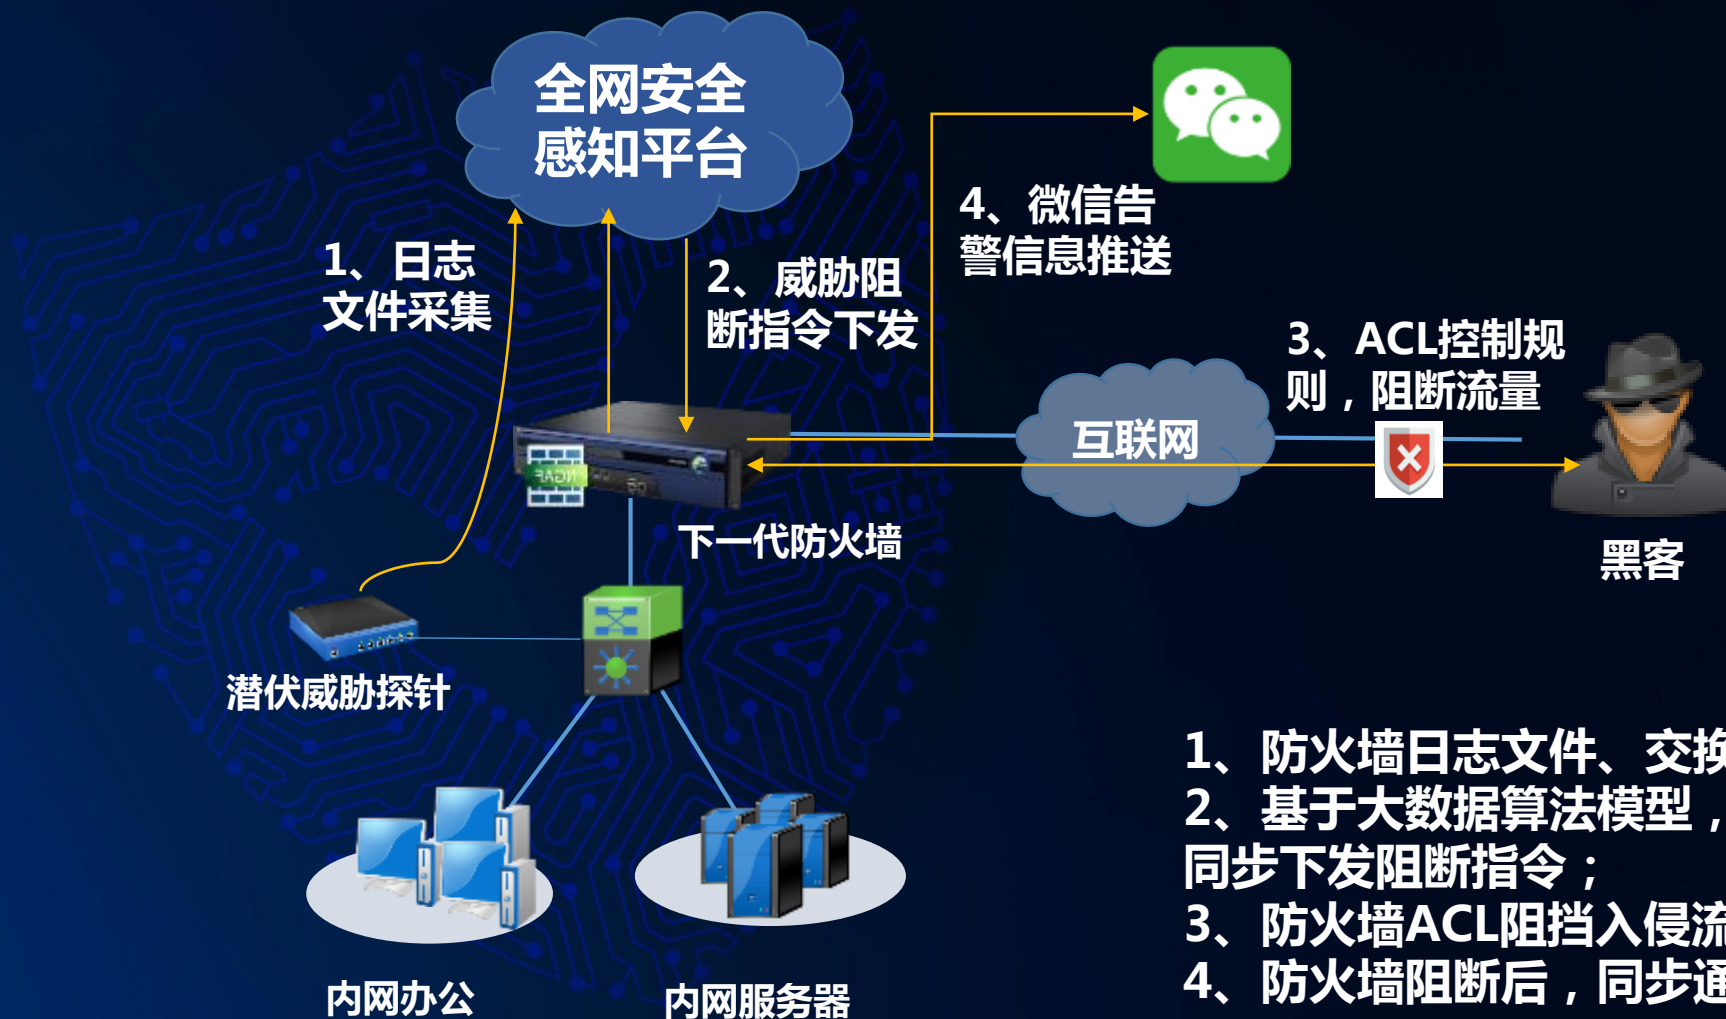 全网安全
感知平台
4、微信告
警信息推送
1、日志
文件采集
2、威胁阻
断指令下发
3、ACL控制规
则，阻断流量
互联网
下一代防火墙
黑客
潜伏威胁探针
1、防火墙日志文件、交换
2、基于大数据算法模型，
同步下发阻断指令；
3、防火墙ACL阻挡入侵流
4、防火墙阻断后，同步通
内网办公
内网服务器